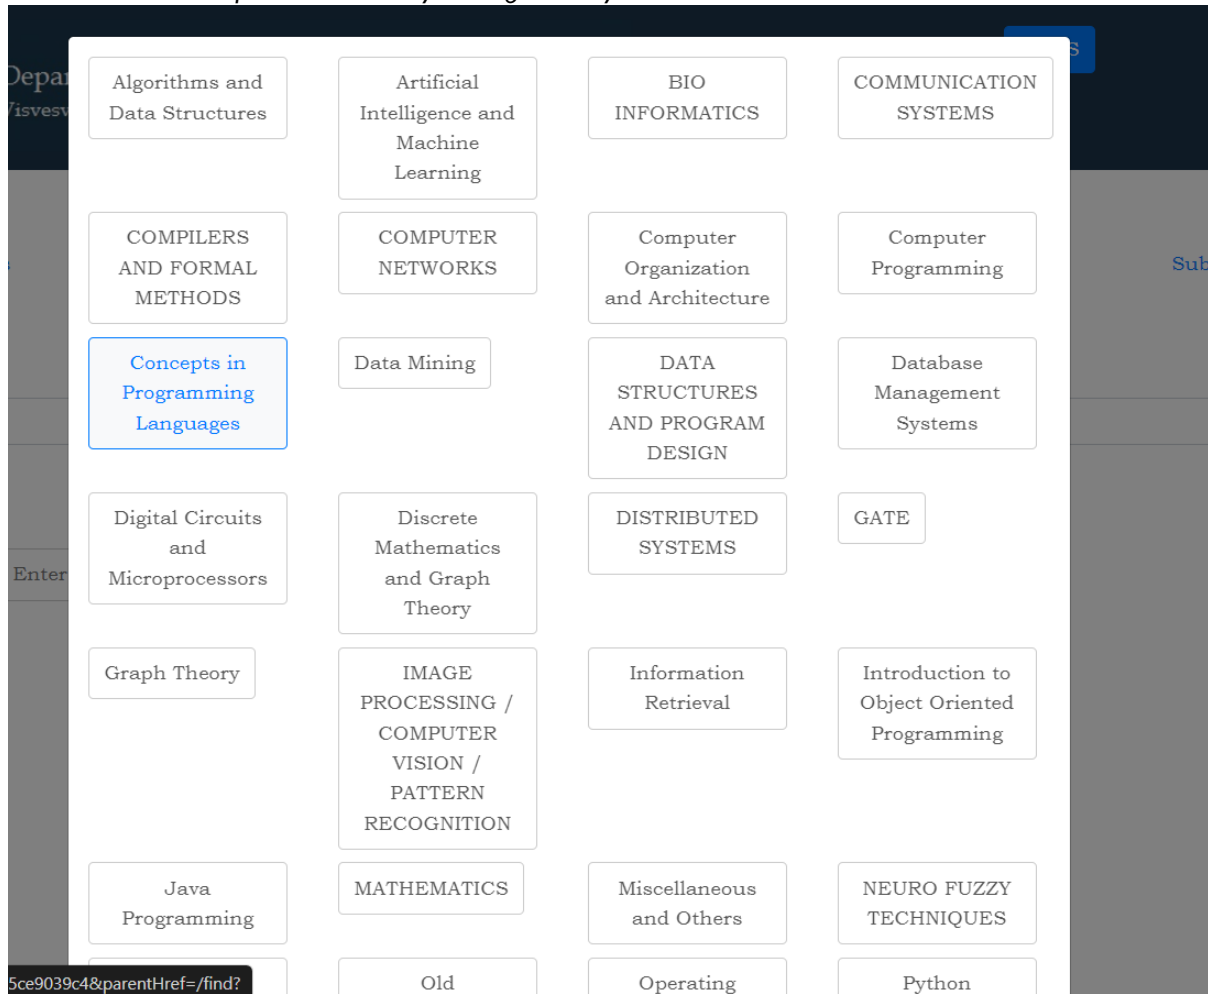 Algorithms and
Data Structures
Artificial
Intelligence and
Machine
Learning
BIO
INFORMATICS
COMMUNICATION
SYSTEMS
COMPILERS
AND FORMAL
METHODS
COMPUTER
NETWORKS
Computer
Organization
and Architecture
Computer
Programming
Concepts in
Programming
Languages
Data Mining
DATA
STRUCTURES
AND PROGRAM
DESIGN
Database
Management
Systems
Digital Circuits
and
Microprocessors
Discrete
Mathematics
and Graph
Theory
DISTRIBUTED
SYSTEMS
GATE
Enter
Graph Theory
IMAGE
PROCESSING /
COMPUTER
VISION /
PATTERN
RECOGNITION
Information
Retrieval
Introduction to
Object Oriented
Programming
Java
Programming
MATHEMATICS
Miscellaneous
and Others
NEURO FUZZY
TECHNIQUES
5ce9039c4&parentHref=/find?
Old
Operating
Python